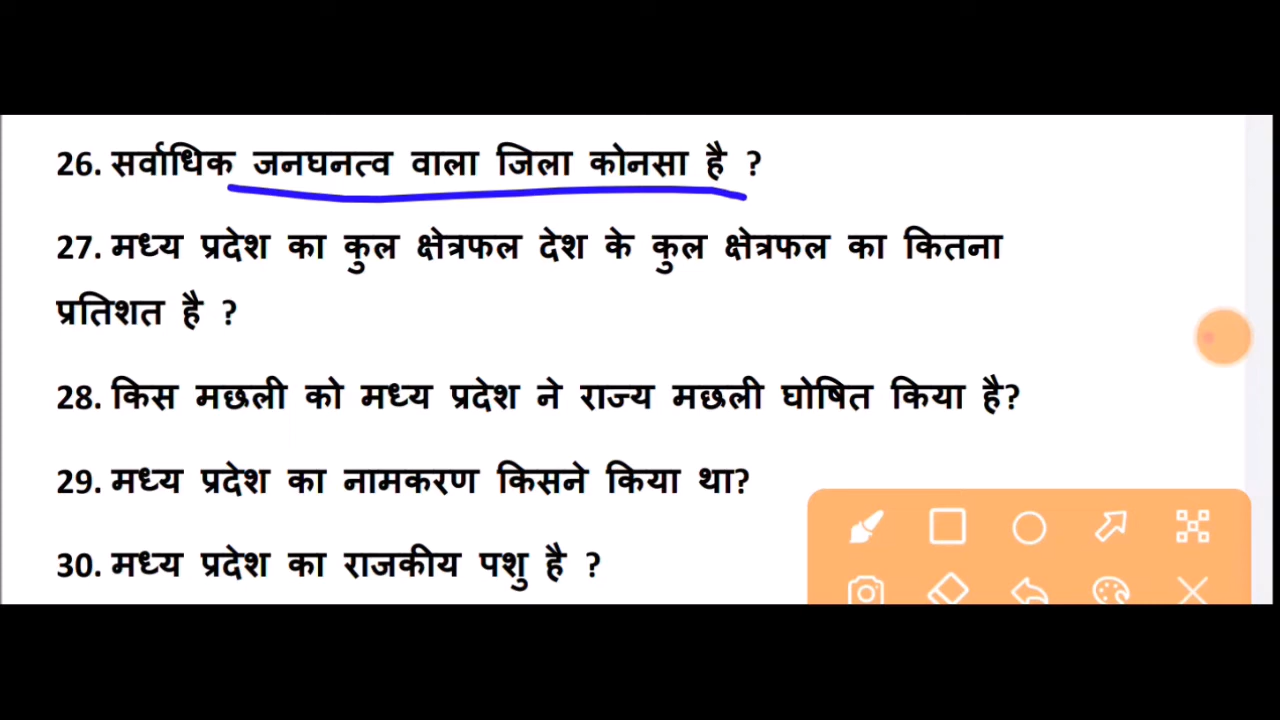 26. सर्वाधिक जनघनत्व वाला जिला कोनसा है ?
27. मध्य प्रदेश का कुल क्षेत्रफल देश के कुल क्षेत्रफल का कितना
प्रतिशत है ?
28. किस मछली को मध्य प्रदेश ने राज्य मछली घोषित किया है?
29. मध्य प्रदेश का नामकरण किसने किया था?
30. मध्य प्रदेश का राजकीय पशु है ?